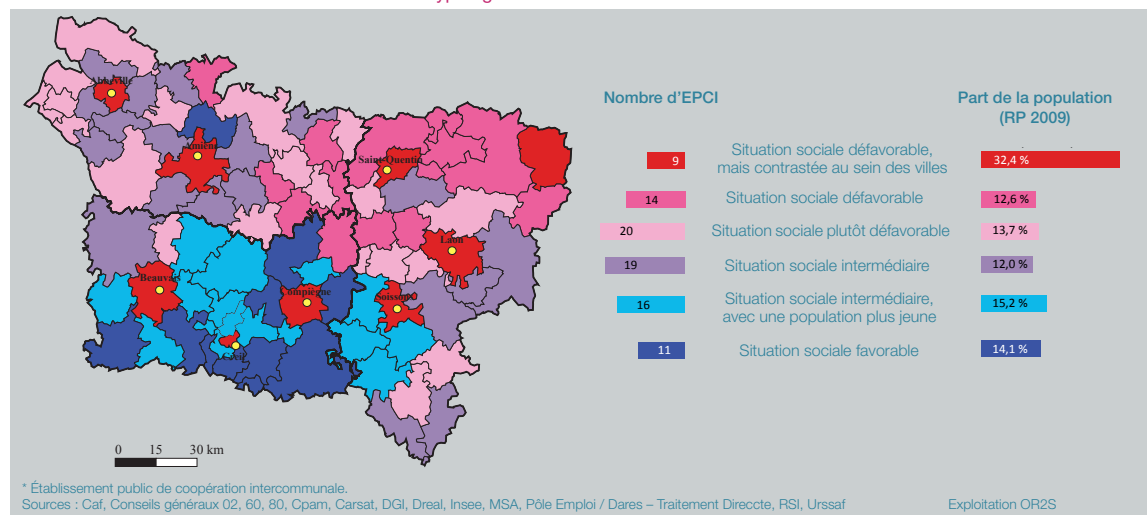 Nombre d'EPCI
Part de la population
(RP 2009)
Abbeville
Amiens
Saint-Quentin
Laon
Beauvais
Compiègne
Soissons
Creil
9
Situation sociale défavorable,
mais contrastée au sein des villes
32,4 %
14
Situation sociale défavorable
12,6 %
20
Situation sociale plutôt défavorable
13,7 %
19
Situation sociale intermédiaire
12,0 %
16
Situation sociale intermédiaire,
avec une population plus jeune
15,2 %
11
Situation sociale favorable
14,1 %
0 15 30 km
* Établissement public de coopération intercommunale.
Sources : Caf, Conseils généraux 02, 60, 80, Cpam, Carsat, DGI, Dreal, Insee, MSA, Pôle Emploi / Dares – Traitement Direccte, RSI, Urssaf
Exploitation OR2S